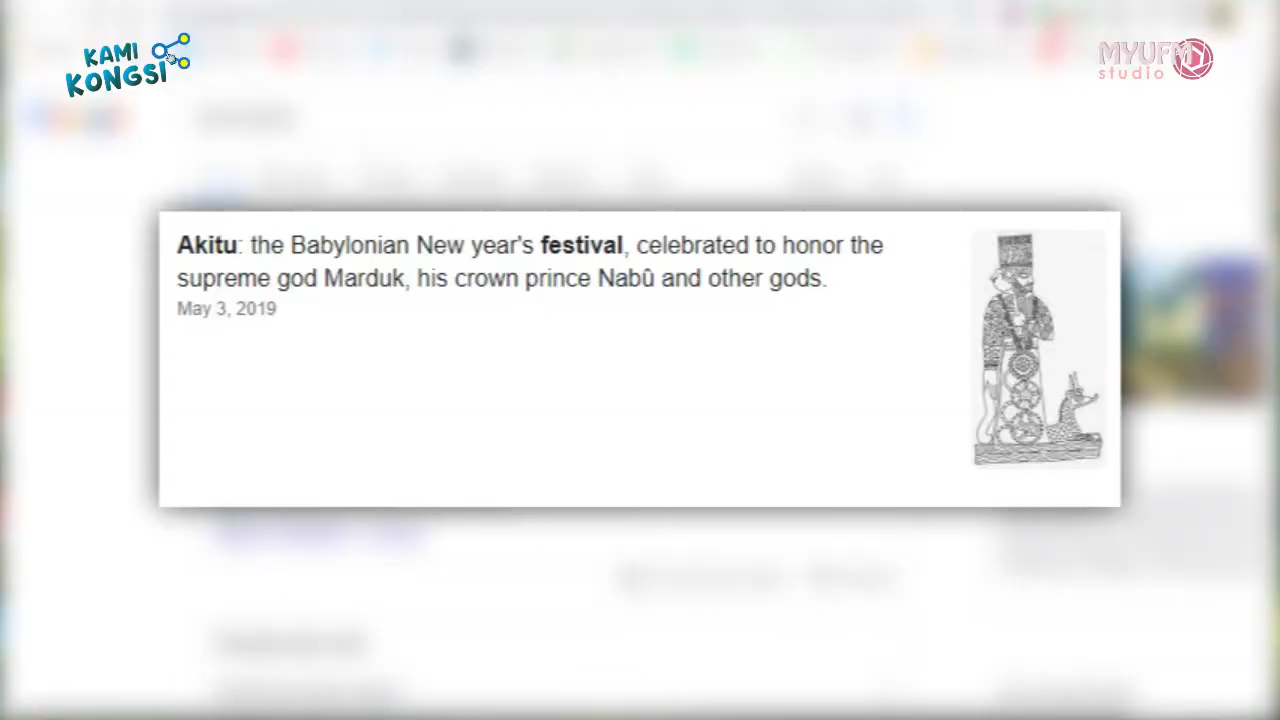 KAMI
KONGSI
MYUFM
studio
Akitu: the Babylonian New year's festival, celebrated to honor the
supreme god Marduk, his crown prince Nabû and other gods.
May 3, 2019